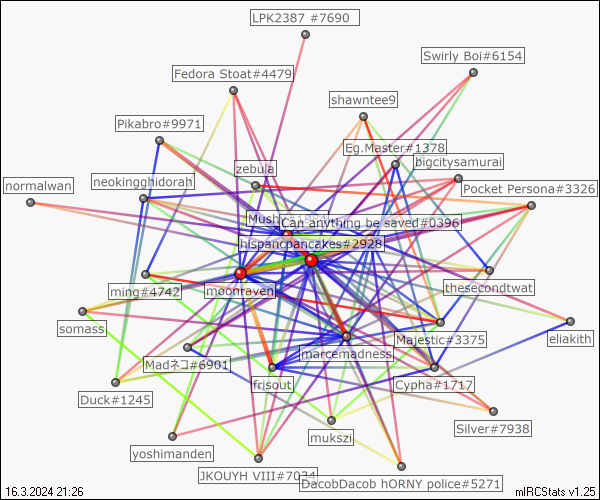 LPK2387 #7690
Swirly Boi#6154
Fedora Stoat#4479
shawntee9
Pikabro#9971
Eg.Master#1378
bigcitysamurai
zebula
neokingghidorah
normalwan
Pocket Persona#3326
Can anything be saved#0396
hispancpancakes#2928
moonraven
ming#4742
thesecondtwat
somass
eliakith
Majestic#3375
marcemadness
Madネコ#6901
frisout
Cypha#1717
Duck#1245
Silver#7938
mukszi
yoshimanden
JKOUYH VIII#7034
DacobDacob hORNY police#5271
16.3.2024 21:26
mIRCStats v1.25